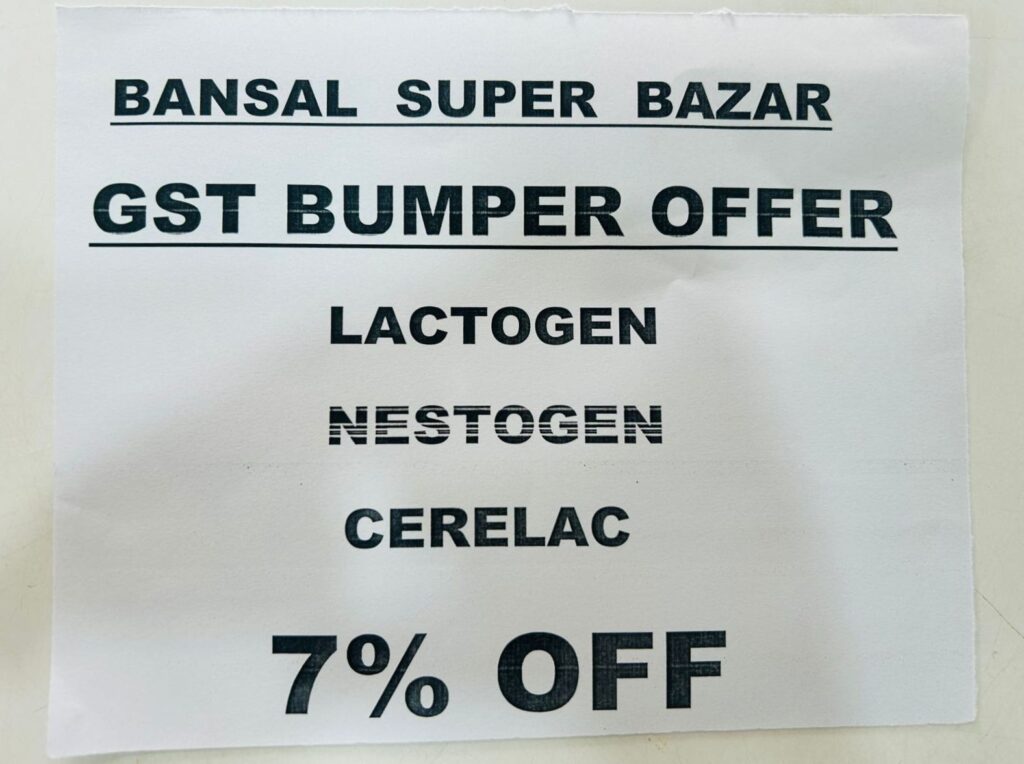 BANSAL SUPER BAZAR
GST BUMPER OFFER
LACTOGEN
NESTOGEN
CERELAC
7% OFF